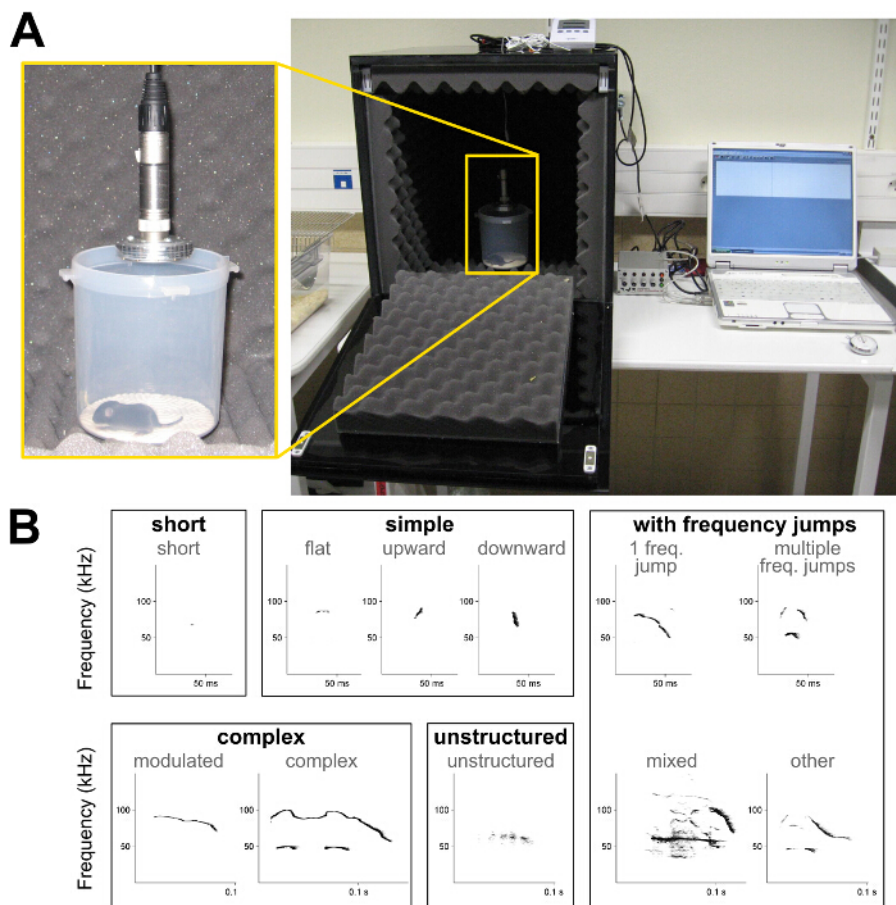 A
B
short
short
simple
flat
upward
downward
with frequency jumps
1 freq.
jump
multiple
freq. jumps
Frequency (kHz)
100
50
50 ms
100
50
50 ms
100
50
50 ms
100
50
50 ms
100
50
50 ms
100
50
50 ms
complex
modulated
complex
unstructured
unstructured
mixed
other
Frequency (kHz)
100
50
0.1
100
50
0.1 s
100
50
100
50
0.1 s
100
50
0.1 s